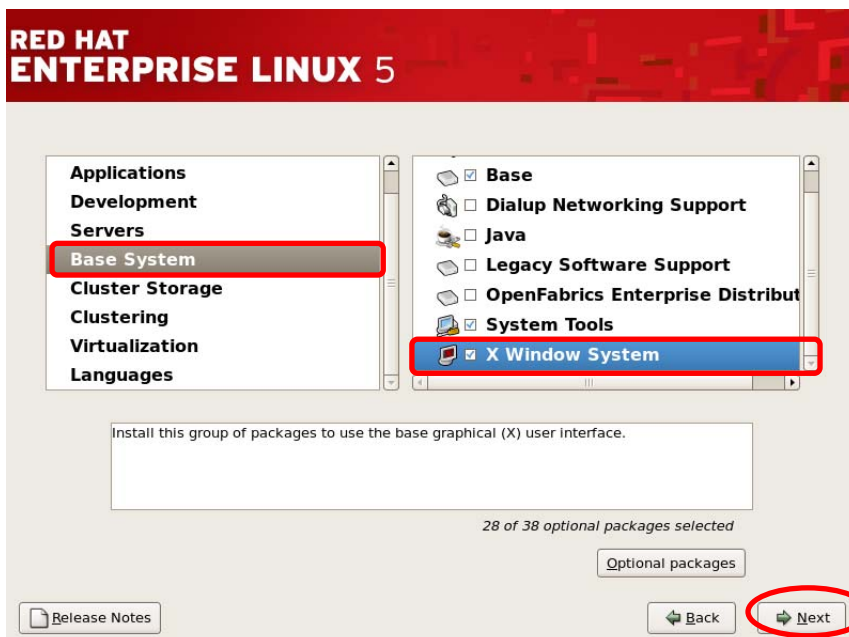 RED HAT
ENTERPRISE LINUX 5
Applications
Development
Servers
Base System
Cluster Storage
Clustering
Virtualization
Languages
Base
Dialup Networking Support
Java
Legacy Software Support
OpenFabrics Enterprise Distribut
System Tools
X Window System
Install this group of packages to use the base graphical (X) user interface.
28 of 38 optional packages selected
Optional packages
Release Notes
Back
Next